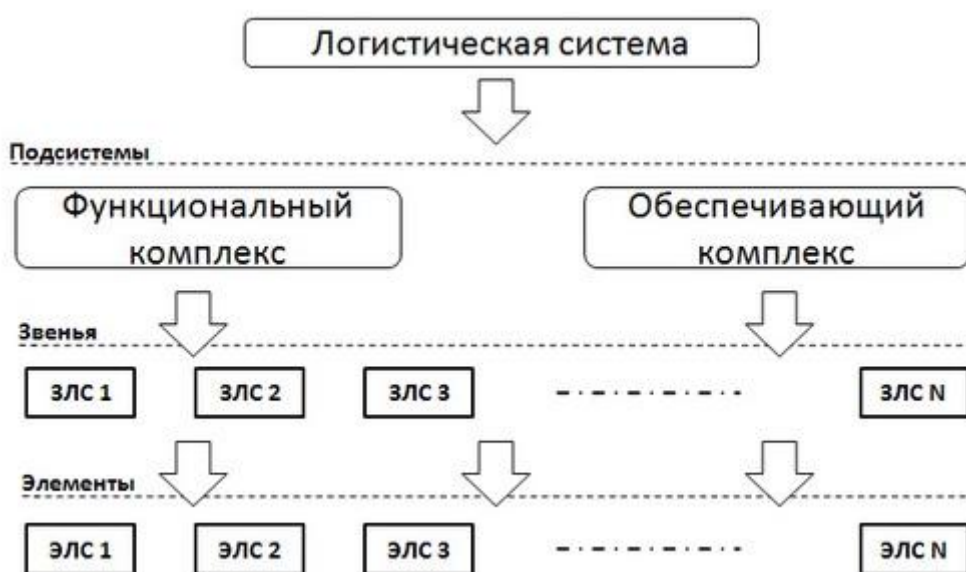 Логистическая система
Подсистемы
Функциональный
комплекс
Обеспечивающий
комплекс
Звенья
ЗЛС 1
ЗЛС 2
ЗЛС 3
ЗЛС N
Элементы
ЭЛС 1
ЭЛС 2
ЭЛС 3
ЭЛС N